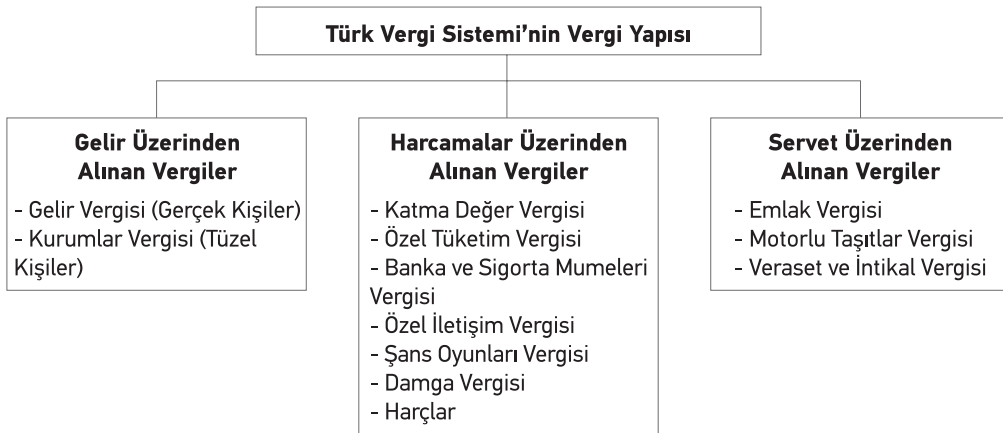 Türk Vergi Sistemi’nin Vergi Yapısı
Gelir Üzerinden
Alınan Vergiler
- Gelir Vergisi (Gerçek Kişiler)
- Kurumlar Vergisi (Tüzel
Kişiler)
Harcamalar Üzerinden
Alınan Vergiler
- Katma Değer Vergisi
- Özel Tüketim Vergisi
- Banka ve Sigorta Mumeleri
Vergisi
- Özel İletişim Vergisi
- Şans Oyunları Vergisi
- Damga Vergisi
- Harçlar
Servet Üzerinden
Alınan Vergiler
- Emlak Vergisi
- Motorlu Taşıtlar Vergisi
- Veraset ve İntikal Vergisi